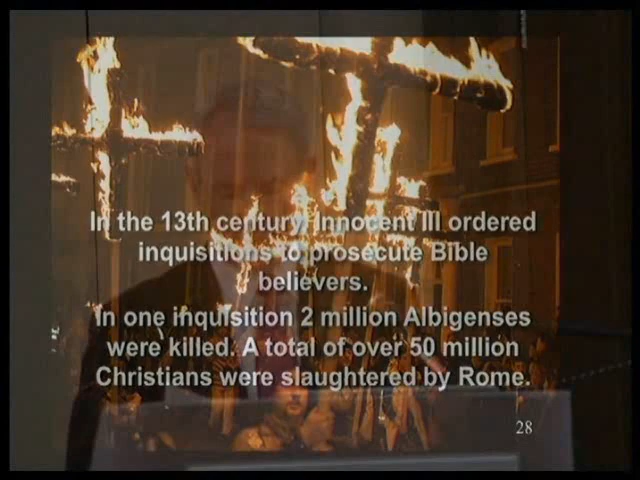 In the 13th century, Innocent III ordered
inquisitions to prosecute Bible
believers.
In one inquisition 2 million Albigenses
were killed. A total of over 50 million
Christians were slaughtered by Rome.
28